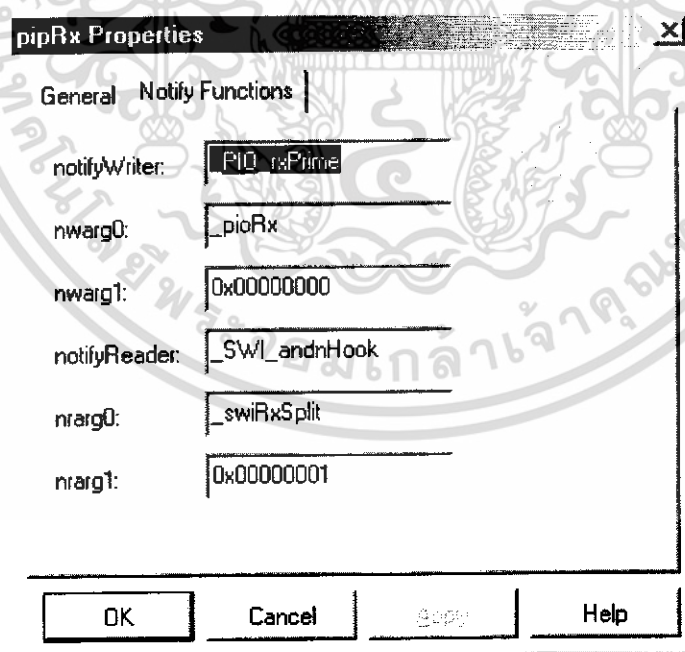 pipRx Properties
General Notify Functions
notifyWriter: _PIO_rxPrime
nwarg0: _pioRx
nwarg1: 0x00000000
notifyReader: _SWI_andnHook
nrarg0: _swiRxSplit
nrarg1: 0x00000001
OK Cancel Apply Help